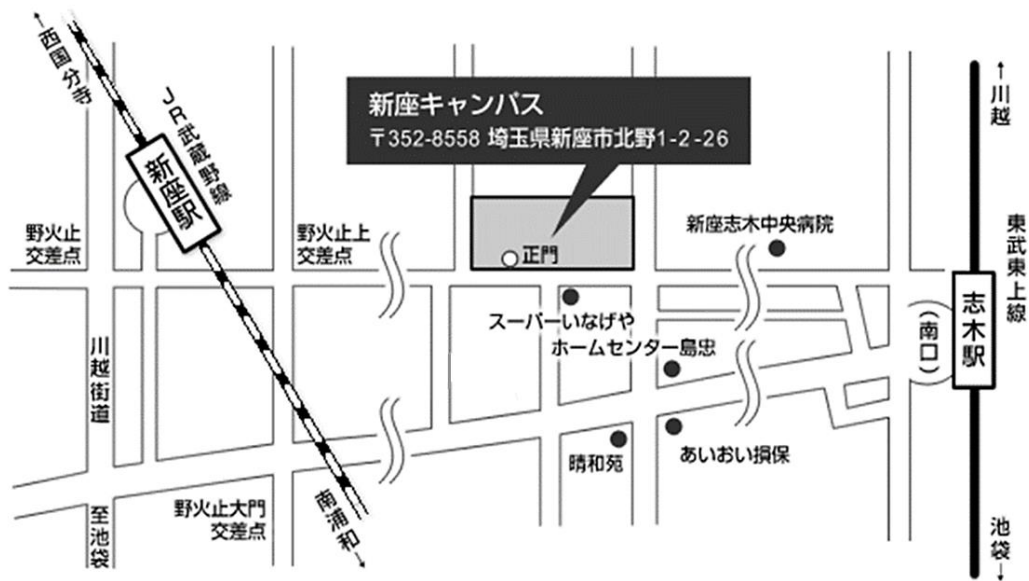 西国分寺
JR武蔵野線
新座駅
新座キャンパス
〒352-8558 埼玉県新座市北野1-2-26
川越
東武東上線
野火止
交差点
野火止上
交差点
正門
新座志木中央病院
スーパーいなげや
ホームセンター島忠
志木駅
(南口)
川越街道
晴和苑
あいおい損保
野火止大門
交差点
至池袋
南浦和
池袋